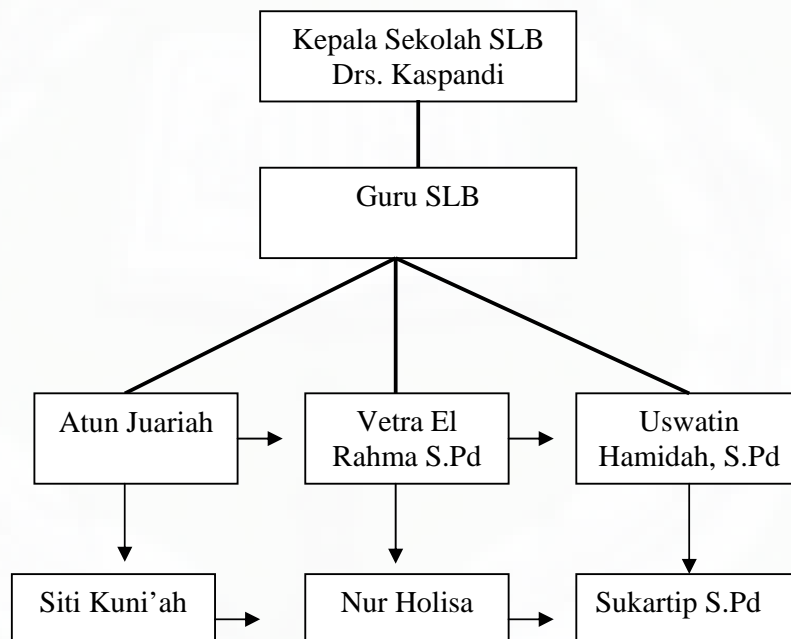 Kepala Sekolah SLB
Drs. Kaspandi
Guru SLB
Atun Juariah
Vetra El
Rahma S.Pd
Uswatin
Hamidah, S.Pd
Siti Kuni’ah
Nur Holisa
Sukartip S.Pd